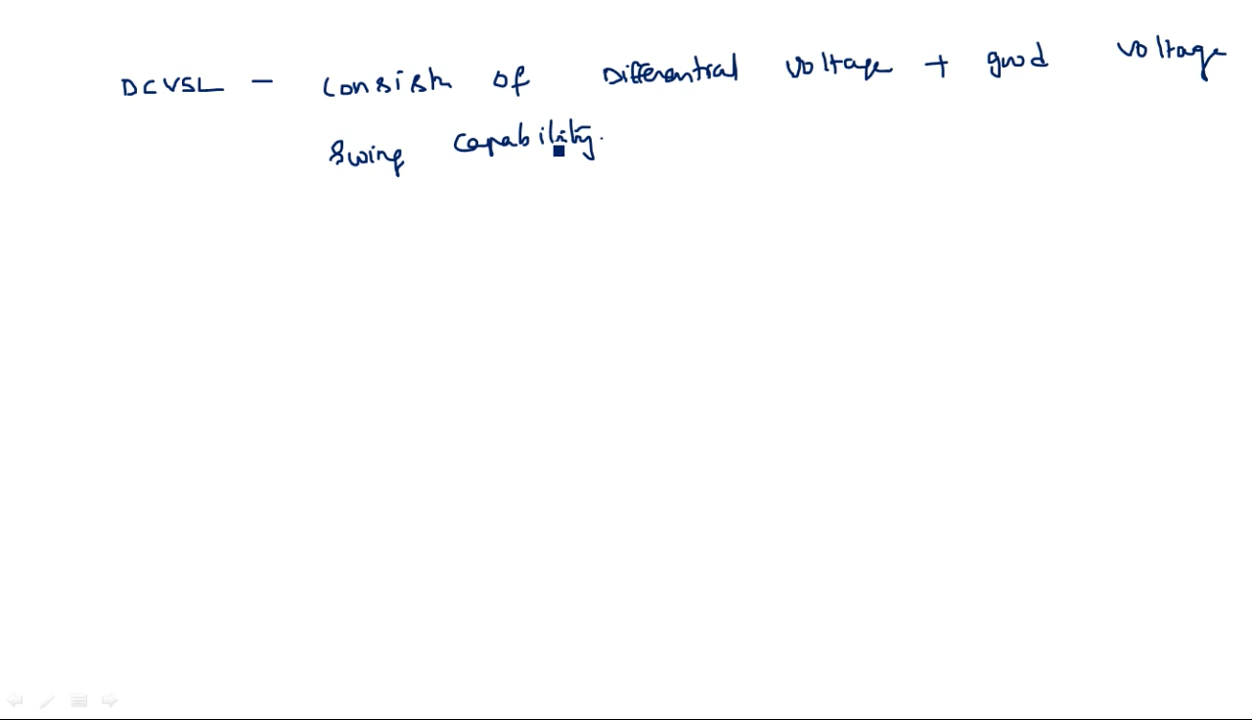 DCVSL - Consists of Differential voltage + good voltage
swing capability.